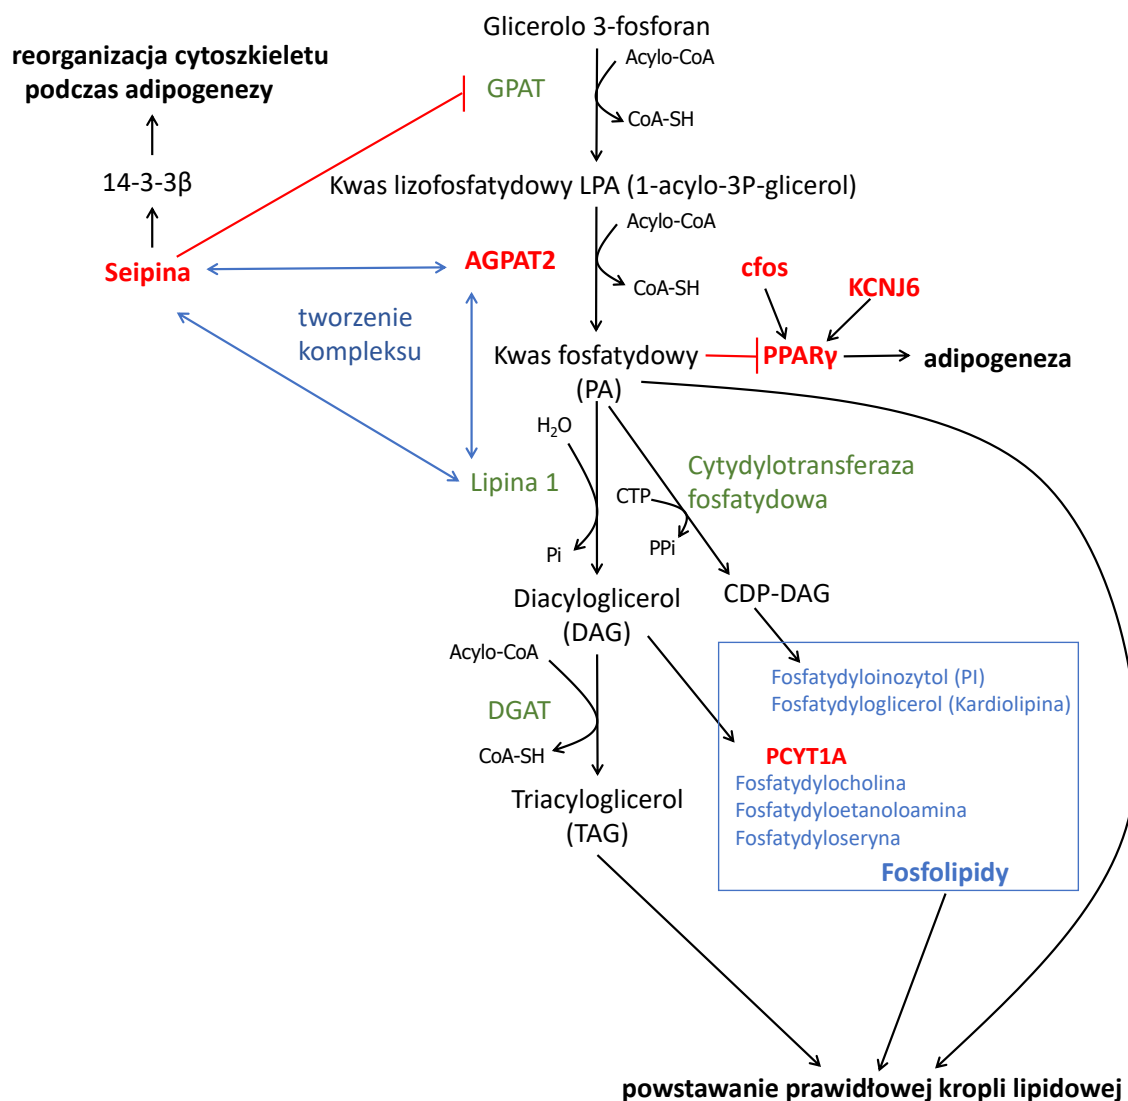 Glicerolo 3-fosforan
reorganizacja cytoszkieletu
podczas adipogenezy
Acylo-CoA
GPAT
CoA-SH
14-3-3β
Kwas lizofosfatydowy LPA (1-acylo-3P-glicerol)
Acylo-CoA
Seipina
AGPAT2
CoA-SH
cfos
KCNJ6
tworzenie
kompleksu
Kwas fosfatydowy
(PA)
PPARγ
adipogeneza
H₂O
Lipina 1
Cytydylotransferaza
fosfatydowa
CTP
Pi
PPi
Diacyloglicerol
(DAG)
CDP-DAG
Acylo-CoA
DGAT
CoA-SH
Fosfatydyloinozytol (PI)
Fosfatydyloglicerol (Kardiolipina)
PCYT1A
Fosfatydylocholina
Fosfatydyloetanoloamina
Fosfatydyloseryna
Fosfolipidy
Triacyloglicerol
(TAG)
powstawanie prawidłowej kropli lipidowej